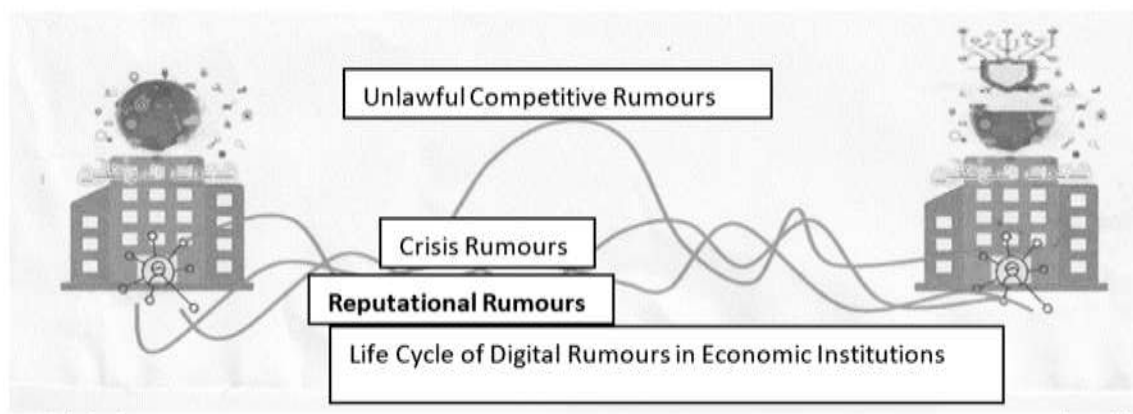 Unlawful Competitive Rumours
Crisis Rumours
Reputational Rumours
Life Cycle of Digital Rumours in Economic Institutions